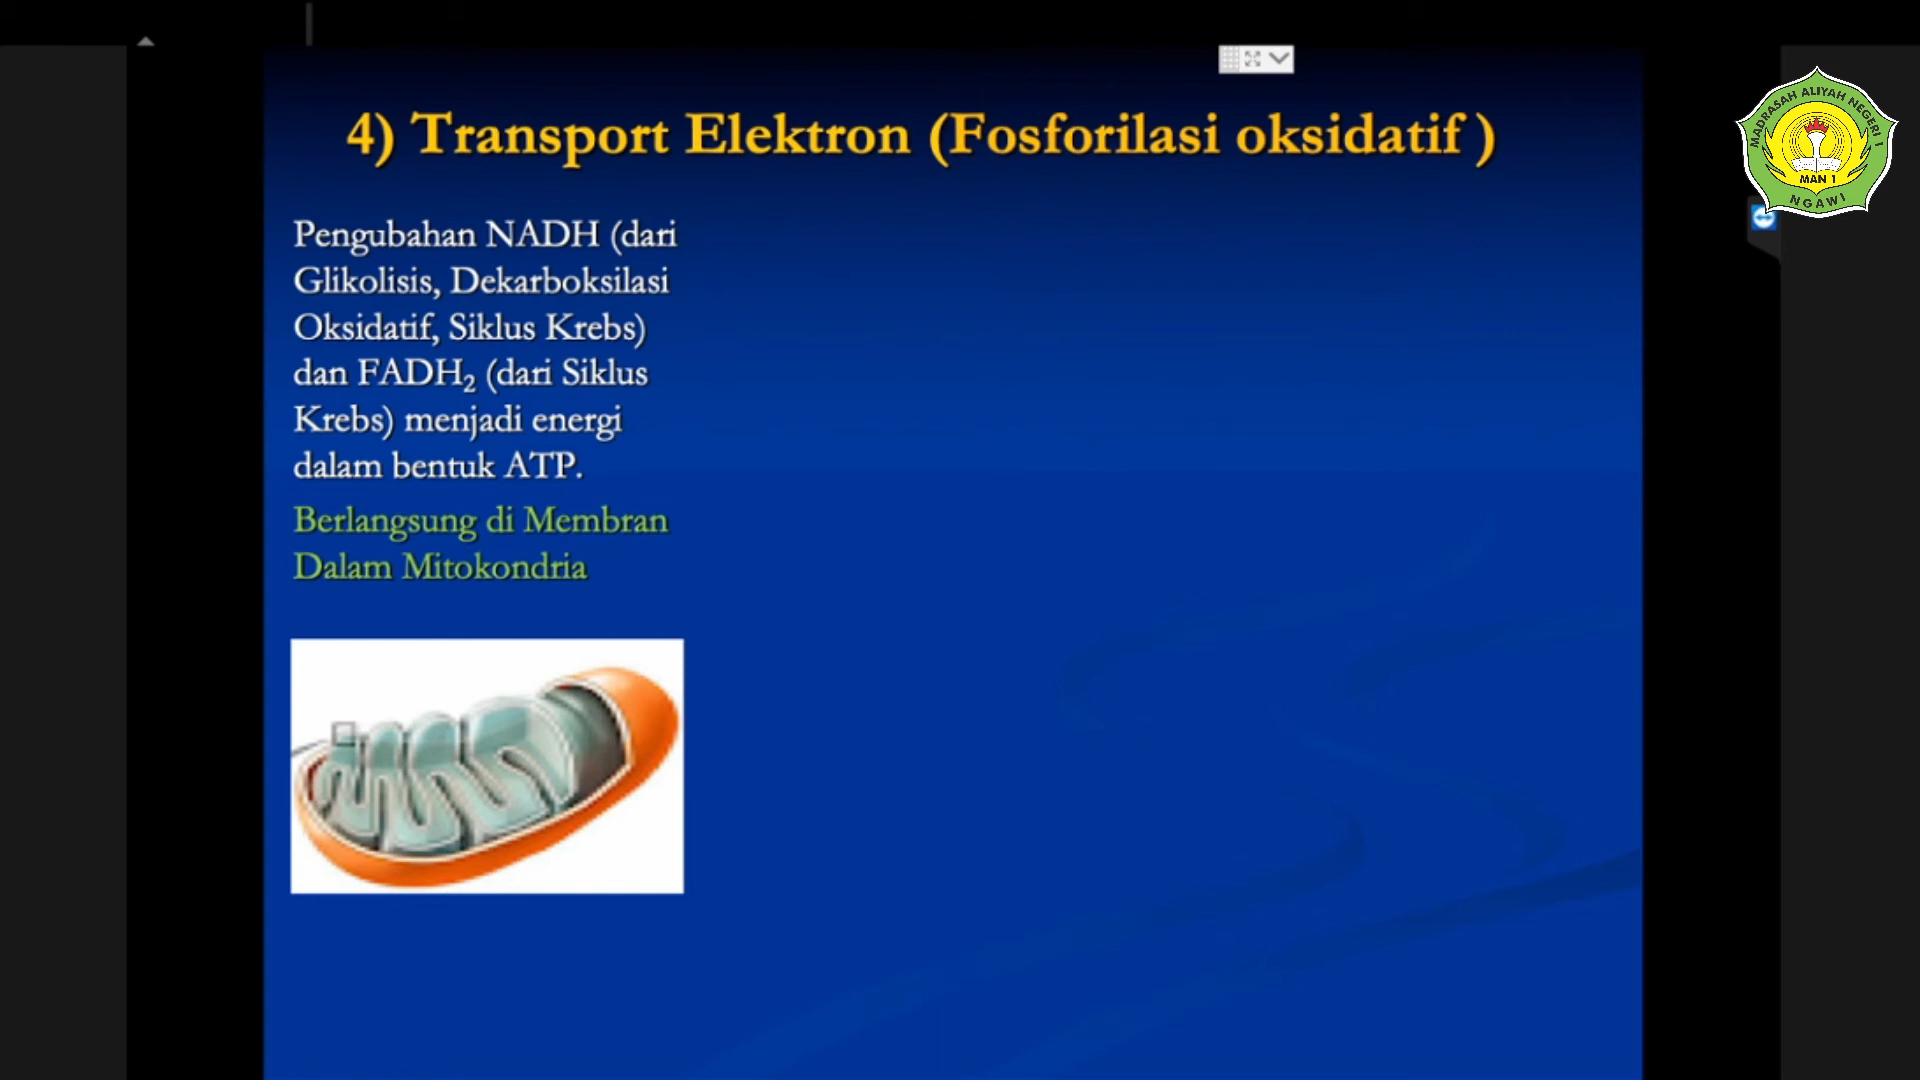 4) Transport Elektron (Fosforilasi oksidatif )
Pengubahan NADH (dari
Glikolisis, Dekarboksilasi
Oksidatif, Siklus Krebs)
dan FADH₂ (dari Siklus
Krebs) menjadi energi
dalam bentuk ATP.
Berlangsung di Membran
Dalam Mitokondria
MADRASAH ALIYAH NEGERI 1
MAN 1
NGAWI